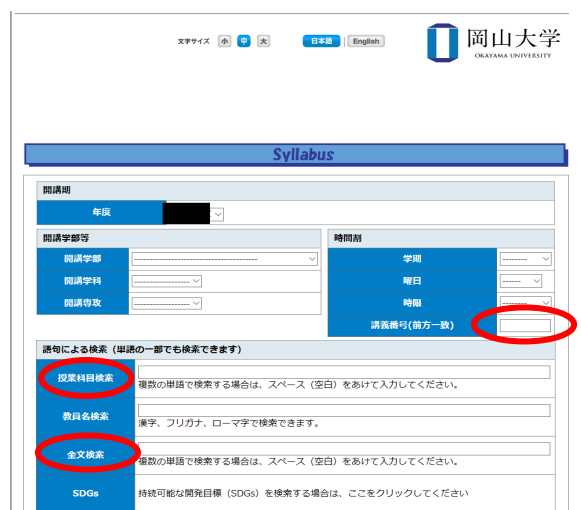 文字サイズ 小 中 大 日本語 English 岡山大学
OKAYAMA UNIVERSITY
Syllabus
開講期
年度
開講学部等
開講学部
開講学科
開講専攻
時間割
学期
曜日
時限
講義番号(前方一致)
語句による検索（単語の一部でも検索できます）
授業科目検索
複数の単語で検索する場合は、スペース（空白）をあけて入力してください。
教員名検索
漢字、フリガナ、ローマ字で検索できます。
全文検索
複数の単語で検索する場合は、スペース（空白）をあけて入力してください。
SDGs 持続可能な開発目標（SDGs）を検索する場合は、ここをクリックしてください